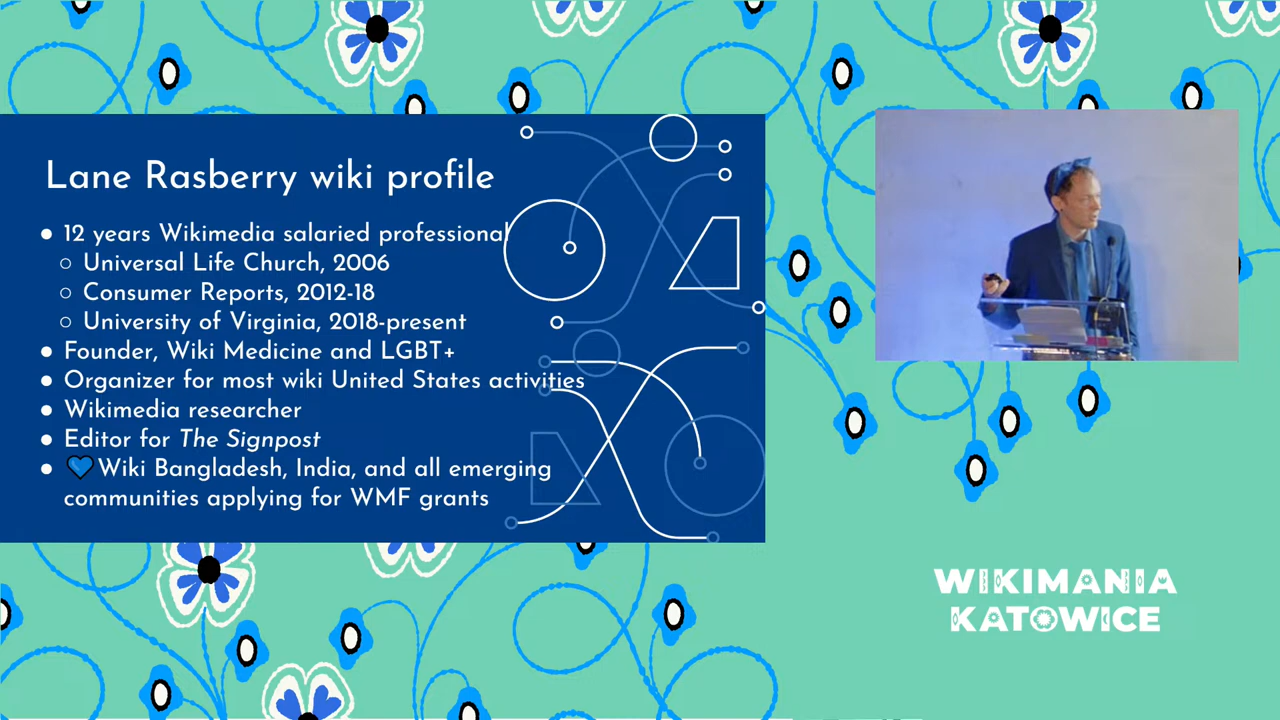 Lane Rasberry wiki profile
● 12 years Wikimedia salaried professional
○ Universal Life Church, 2006
○ Consumer Reports, 2012-18
○ University of Virginia, 2018-present
● Founder, Wiki Medicine and LGBT+
● Organizer for most wiki United States activities
● Wikimedia researcher
● Editor for The Signpost
● 💙Wiki Bangladesh, India, and all emerging
communities applying for WMF grants
WIKIMANIA
KATOWICE